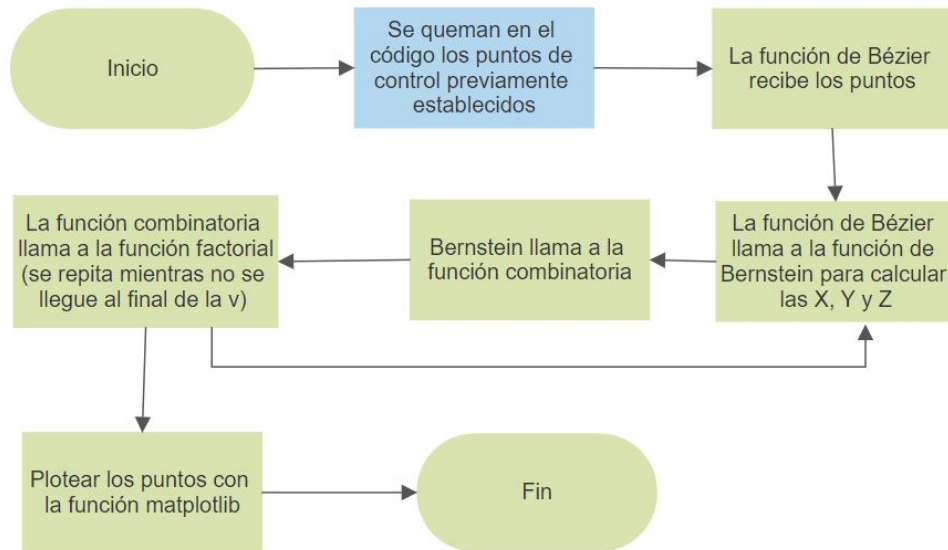 Inicio
Se queman en el
código los puntos de
control previamente
establecidos
La función de Bézier
recibe los puntos
La función de Bézier
llama a la función de
Bernstein para calcular
las X, Y y Z
Bernstein llama a la
función combinatoria
La función combinatoria
llama a la función factorial
(se repita mientras no se
llegue al final de la v)
Plotear los puntos con
la función matplotlib
Fin